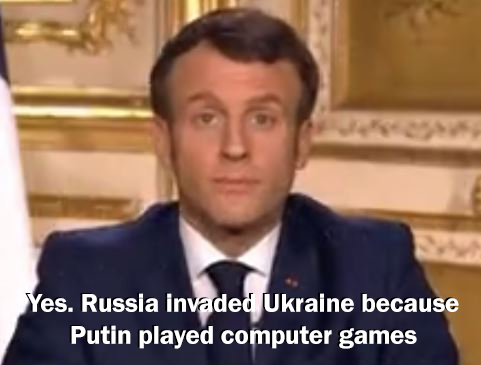 Yes. Russia invaded Ukraine because
Putin played computer games